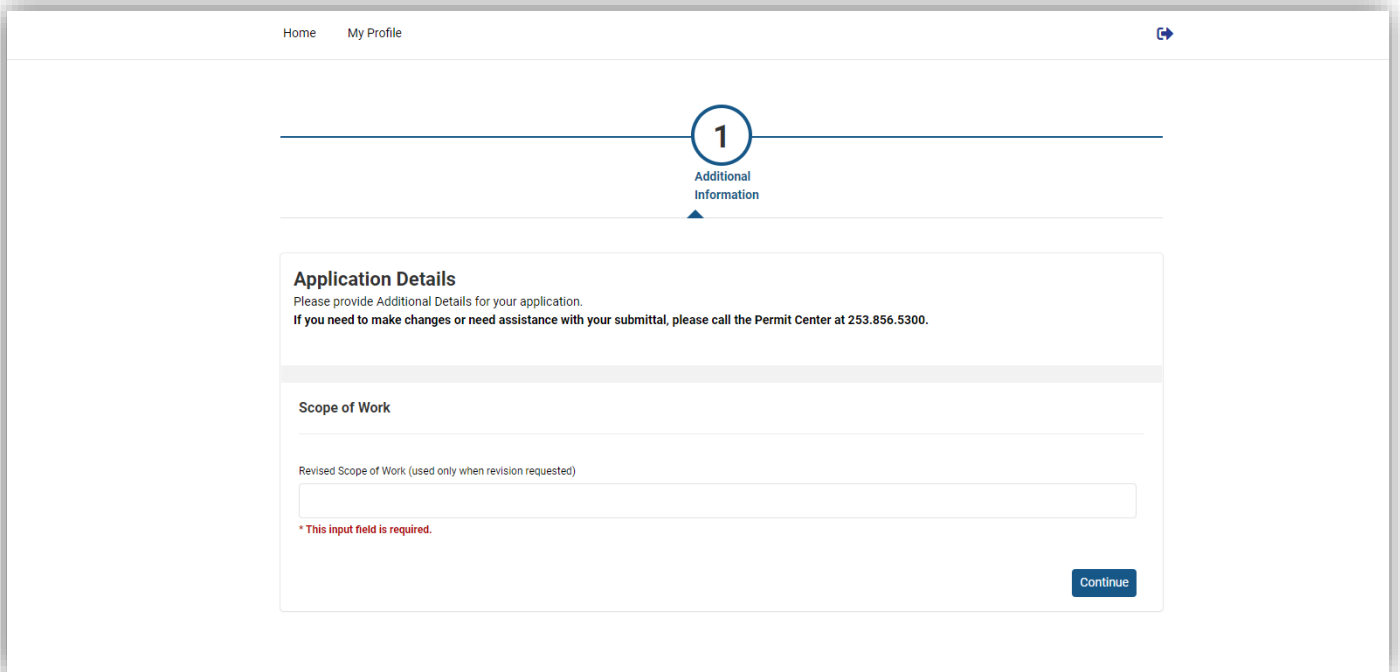 Home My Profile
1
Additional
Information
Application Details
Please provide Additional Details for your application.
If you need to make changes or need assistance with your submittal, please call the Permit Center at 253.856.5300.
Scope of Work
Revised Scope of Work (used only when revision requested)
* This input field is required.
Continue